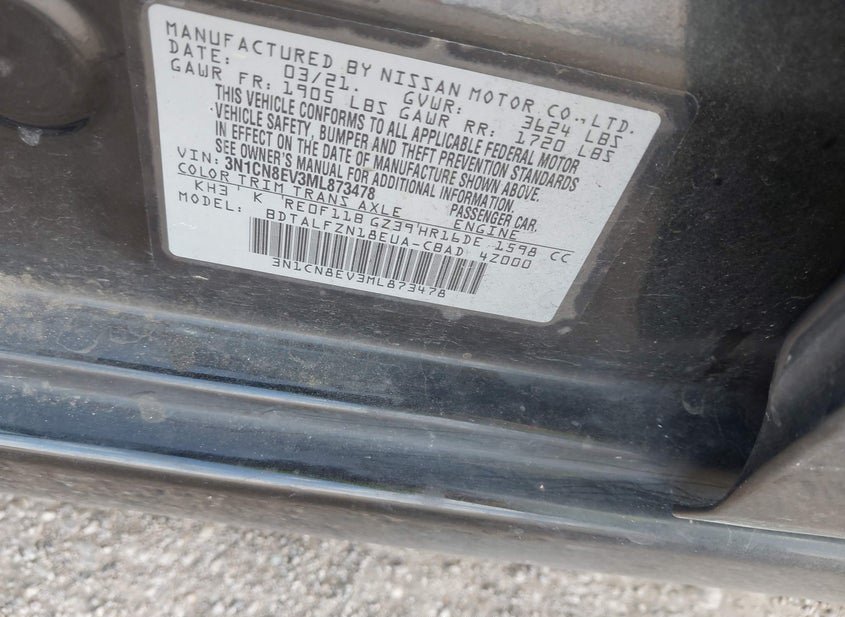 MANUFACTURED BY NISSAN MOTOR CO.,LTD.
DATE: 03/21. GVWR: 3624 LBS
GAWR FR: 1905 LBS GAWR RR: 1720 LBS
THIS VEHICLE CONFORMS TO ALL APPLICABLE FEDERAL MOTOR
VEHICLE SAFETY, BUMPER AND THEFT PREVENTION STANDARDS
IN EFFECT ON THE DATE OF MANUFACTURE SHOWN ABOVE.
SEE OWNER'S MANUAL FOR ADDITIONAL INFORMATION.
VIN: 3N1CN8EV3ML873478 PASSENGER CAR.
COLOR TRIM TRANS AXLE ENGINE
KH3 K RE0F11B GZ39 HR16DE 1598 CC
MODEL: BDTALFZN18EUA-CBAD 4Z000
3N1CN8EV3ML873478